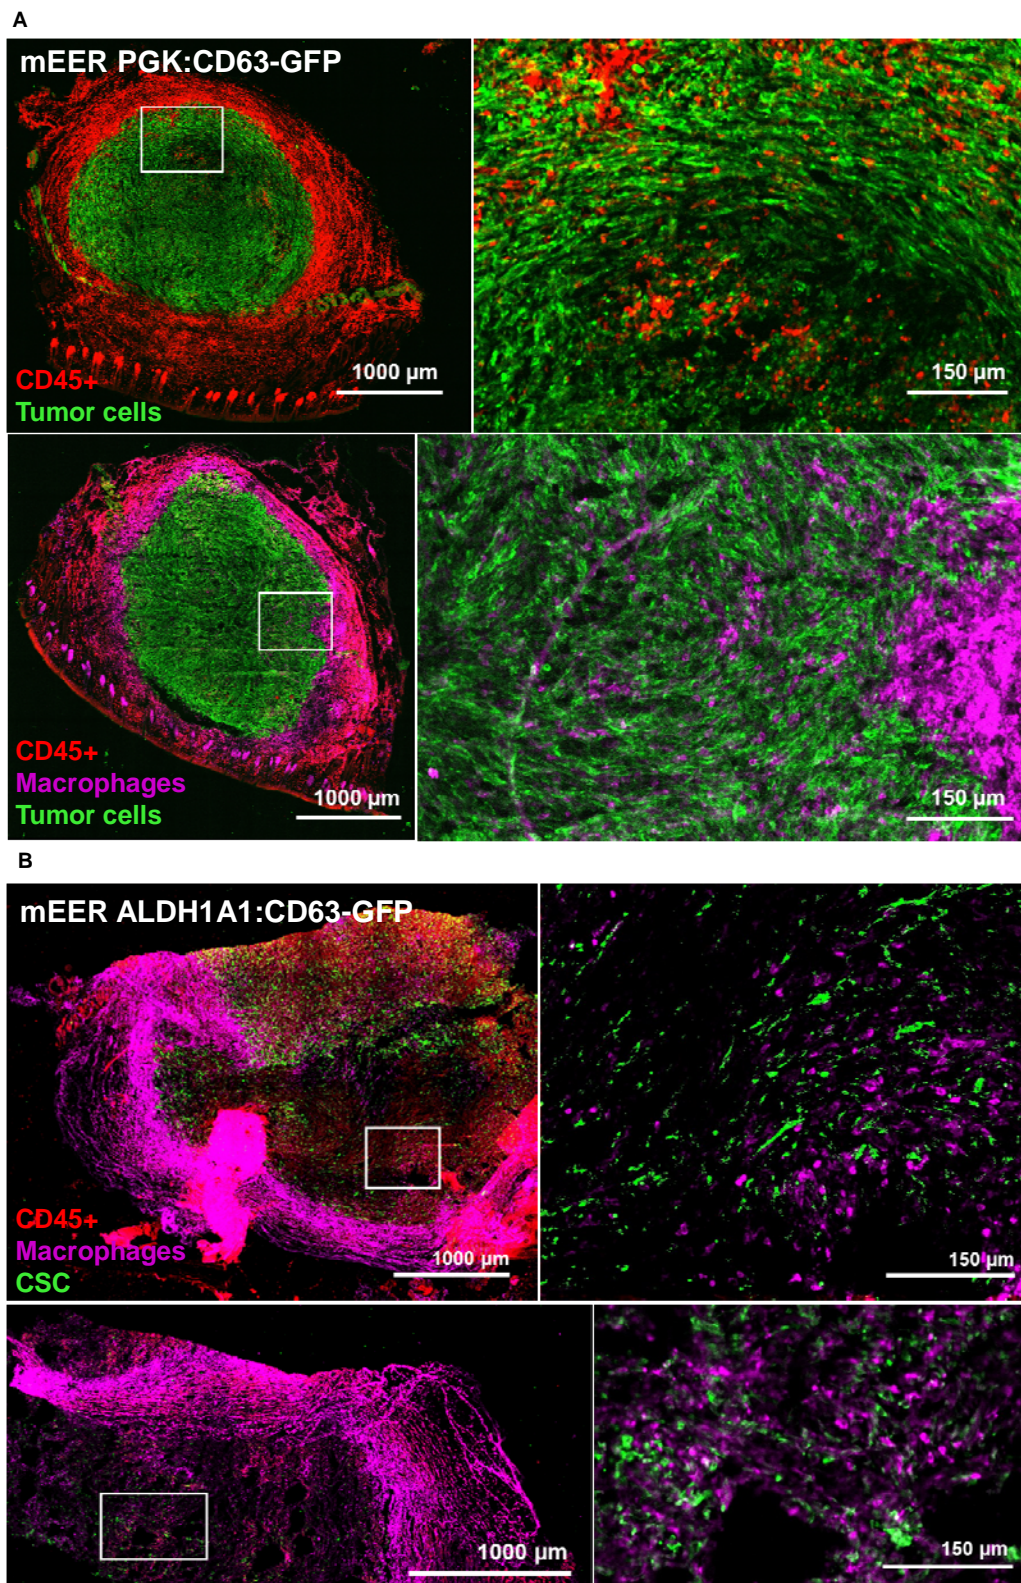 A
mEER PGK:CD63-GFP
CD45+
Tumor cells
1000 µm
150 µm
CD45+
Macrophages
Tumor cells
1000 µm
150 µm
B
mEER ALDH1A1:CD63-GFP
CD45+
Macrophages
CSC
1000 µm
150 µm
1000 µm
150 µm